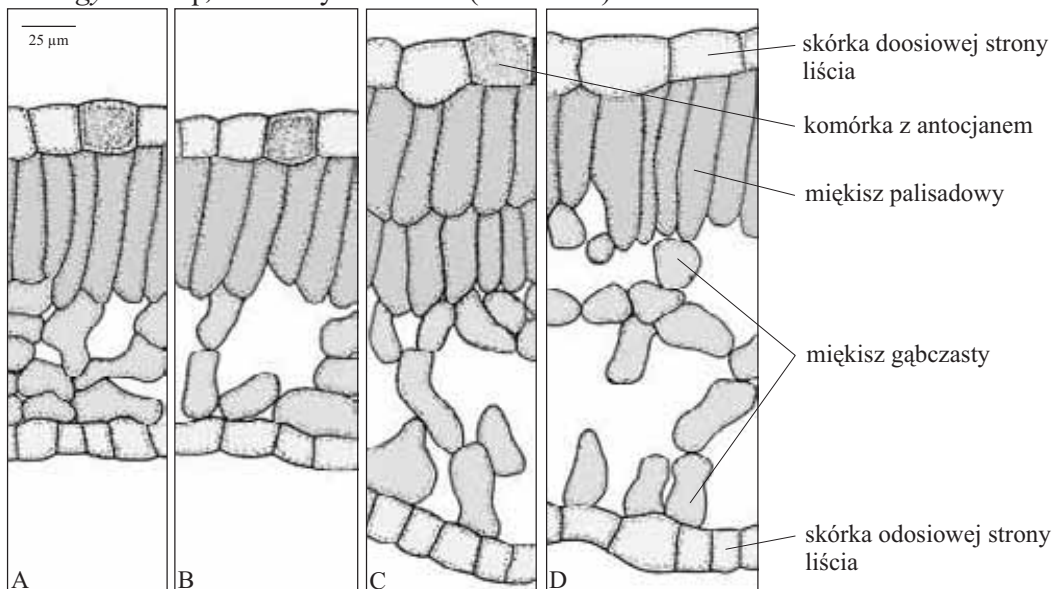 25 µm
skórka doosiowej strony
liścia
komórka z antocjanem
miękisz palisadowy
miękisz gąbczasty
skórka odosiowej strony
liścia
A B C D